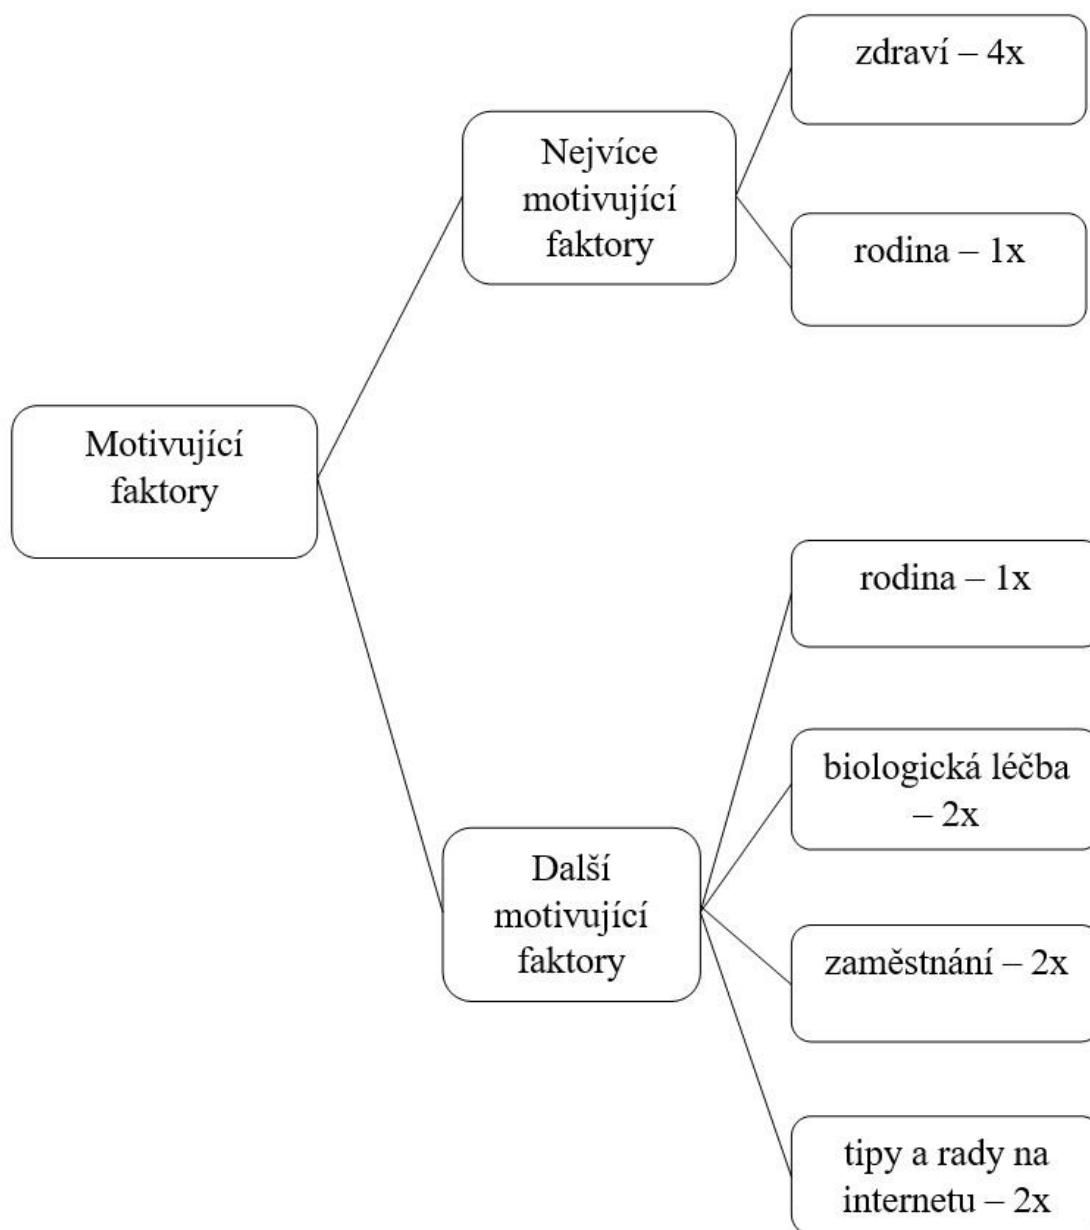 zdraví – 4x
Nejvíce
motivující
faktory
rodina – 1x
Motivující
faktory
rodina – 1x
biologická léčba
– 2x
Další
motivující
faktory
zaměstnání – 2x
tipy a rady na
internetu – 2x